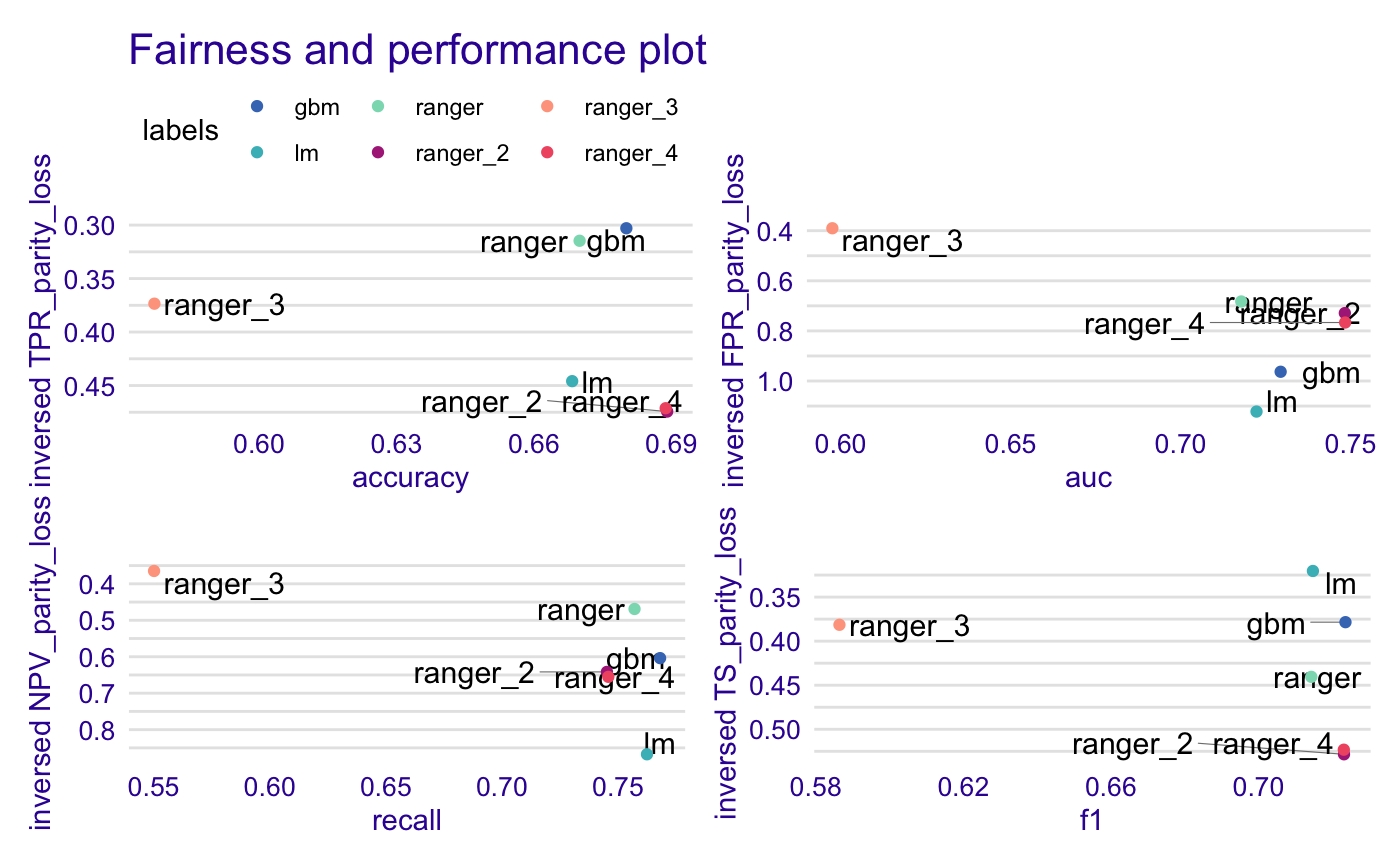 Fairness and performance plot
labels
gbm
ranger
ranger_3
lm
ranger_2
ranger_4
inversed TPR_parity_loss
0.30
0.35
0.40
0.45
ranger
gbm
ranger_3
lm
ranger_2
ranger_4
0.60
0.63
0.66
0.69
accuracy
inversed FPR_parity_loss
0.4
0.6
0.8
1.0
ranger_3
ranger
ranger_2
ranger_4
gbm
lm
0.60
0.65
0.70
0.75
auc
inversed NPV_parity_loss
0.4
0.5
0.6
0.7
0.8
ranger_3
ranger
gbm
ranger_2
ranger_4
lm
0.55
0.60
0.65
0.70
0.75
recall
inversed TS_parity_loss
0.35
0.40
0.45
0.50
lm
gbm
ranger_3
ranger
ranger_2
ranger_4
0.58
0.62
0.66
0.70
f1